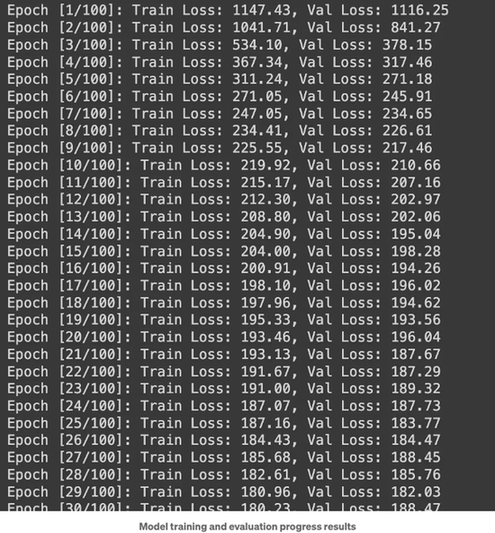 Epoch [1/100]: Train Loss: 1147.43, Val Loss: 1116.25
Epoch [2/100]: Train Loss: 1041.71, Val Loss: 841.27
Epoch [3/100]: Train Loss: 534.10, Val Loss: 378.15
Epoch [4/100]: Train Loss: 367.34, Val Loss: 317.46
Epoch [5/100]: Train Loss: 311.24, Val Loss: 271.18
Epoch [6/100]: Train Loss: 271.05, Val Loss: 245.91
Epoch [7/100]: Train Loss: 247.05, Val Loss: 234.65
Epoch [8/100]: Train Loss: 234.41, Val Loss: 226.61
Epoch [9/100]: Train Loss: 225.55, Val Loss: 217.46
Epoch [10/100]: Train Loss: 219.92, Val Loss: 210.66
Epoch [11/100]: Train Loss: 215.17, Val Loss: 207.16
Epoch [12/100]: Train Loss: 212.30, Val Loss: 202.97
Epoch [13/100]: Train Loss: 208.80, Val Loss: 202.06
Epoch [14/100]: Train Loss: 204.90, Val Loss: 195.04
Epoch [15/100]: Train Loss: 204.00, Val Loss: 198.28
Epoch [16/100]: Train Loss: 200.91, Val Loss: 194.26
Epoch [17/100]: Train Loss: 198.10, Val Loss: 196.02
Epoch [18/100]: Train Loss: 197.96, Val Loss: 194.62
Epoch [19/100]: Train Loss: 195.33, Val Loss: 193.56
Epoch [20/100]: Train Loss: 193.46, Val Loss: 196.04
Epoch [21/100]: Train Loss: 193.13, Val Loss: 187.67
Epoch [22/100]: Train Loss: 191.67, Val Loss: 187.29
Epoch [23/100]: Train Loss: 191.00, Val Loss: 189.32
Epoch [24/100]: Train Loss: 187.07, Val Loss: 187.73
Epoch [25/100]: Train Loss: 187.16, Val Loss: 183.77
Epoch [26/100]: Train Loss: 184.43, Val Loss: 184.47
Epoch [27/100]: Train Loss: 185.68, Val Loss: 188.45
Epoch [28/100]: Train Loss: 182.61, Val Loss: 185.76
Epoch [29/100]: Train Loss: 180.96, Val Loss: 182.03
Epoch [30/100]: Train Loss: 180.23, Val Loss: 188.47
Model training and evaluation progress results